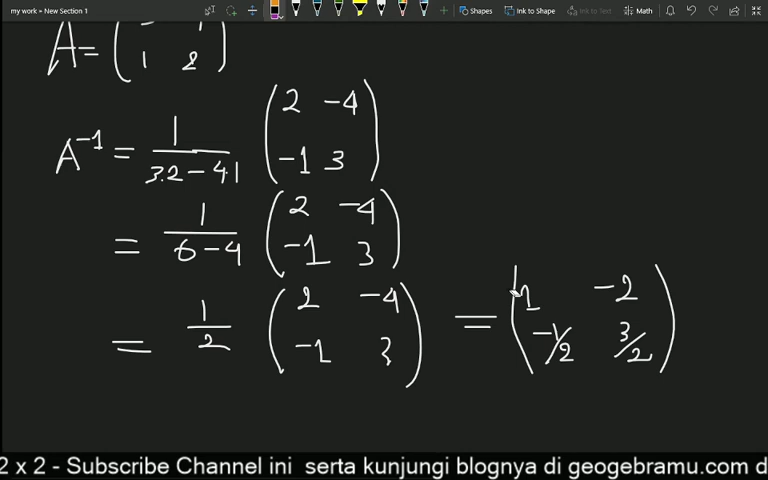 my work » New Section 1
Shapes Ink to Shape Ink to Text Math
A= ( 1 2 )
A⁻¹ = 1/(3.2 − 4.1) (2 −4
−1 3)
= 1/(6−4) (2 −4
−1 3)
= 1/2 (2 −4
−1 3) = (1 −2
−1/2 3/2)
2 x 2 - Subscribe Channel ini serta kunjungi blognya di geogebramu.com d